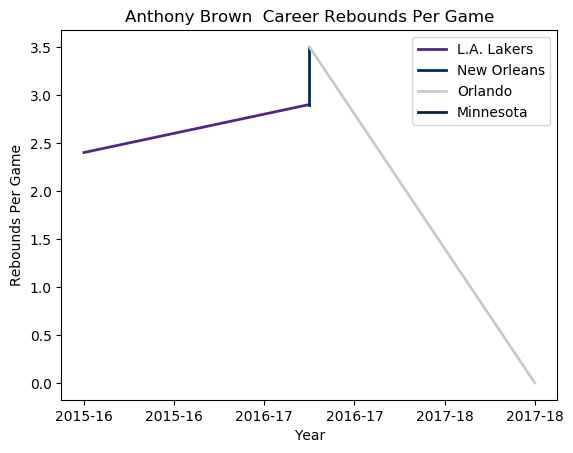 Anthony Brown  Career Rebounds Per Game
L.A. Lakers
New Orleans
Orlando
Minnesota
3.5
3.0
2.5
2.0
1.5
1.0
0.5
0.0
Rebounds Per Game
2015-16
2015-16
2016-17
2016-17
2017-18
2017-18
Year